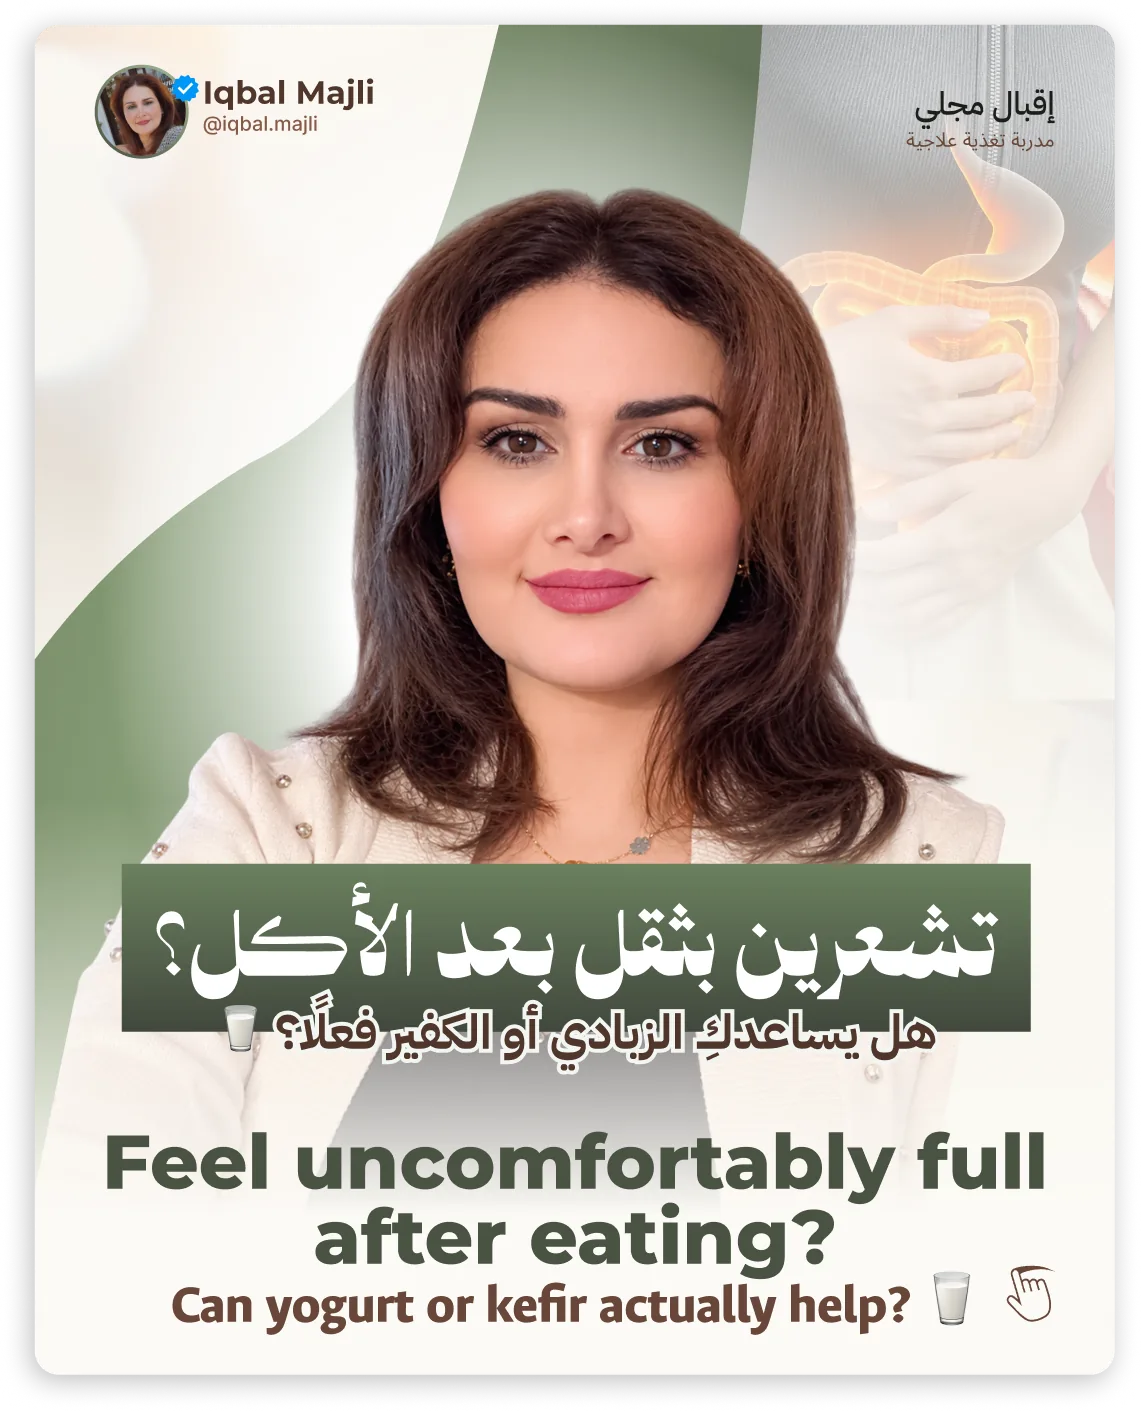 Iqbal Majli
@iqbal.majli
إقبال مجلي
مدربة تغذية علاجية
تشعرين بثقل بعد الأكل؟
هل يساعدكِ الزبادي أو الكفير فعلًا؟
Feel uncomfortably full
after eating?
Can yogurt or kefir actually help?